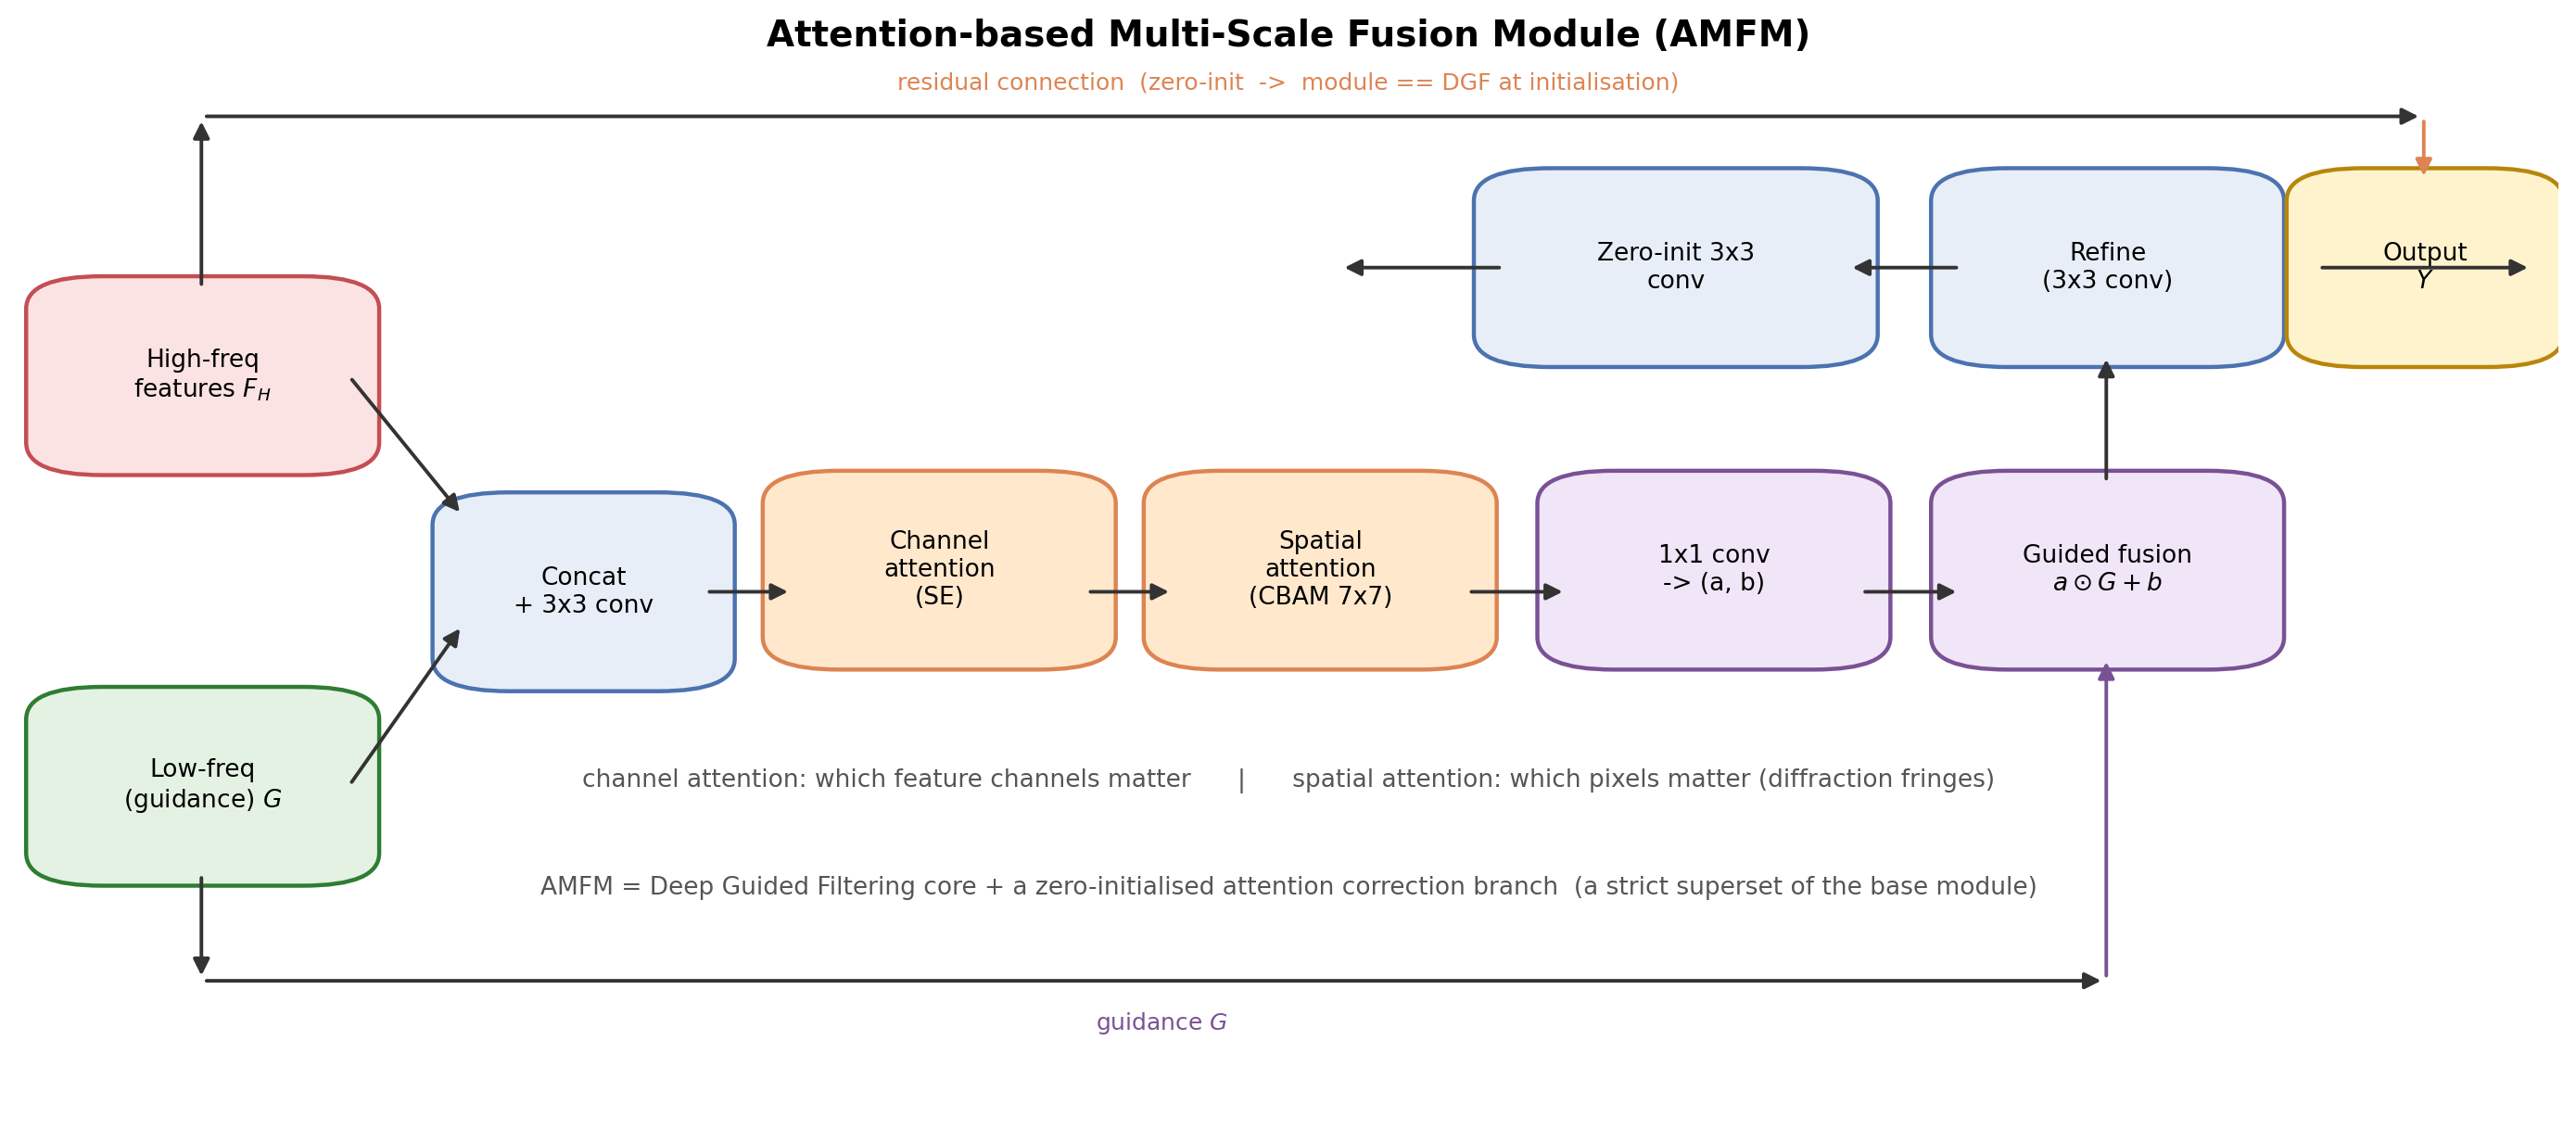 Attention-based Multi-Scale Fusion Module (AMFM)
residual connection (zero-init -> module == DGF at initialisation)
Zero-init 3x3
conv
Refine
(3x3 conv)
Output
Y
High-freq
features F_H
Concat
+ 3x3 conv
Channel
attention
(SE)
Spatial
attention
(CBAM 7x7)
1x1 conv
-> (a, b)
Guided fusion
a ⊙ G + b
Low-freq
(guidance) G
channel attention: which feature channels matter | spatial attention: which pixels matter (diffraction fringes)
AMFM = Deep Guided Filtering core + a zero-initialised attention correction branch (a strict superset of the base module)
guidance G